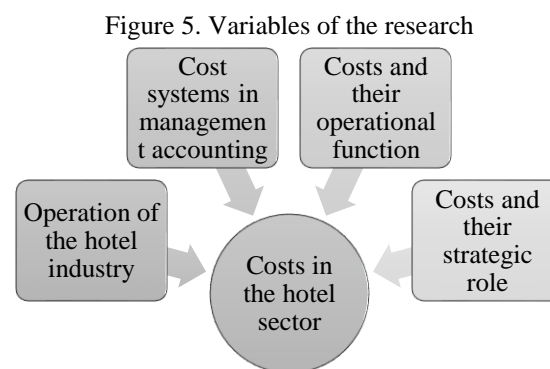 Figure 5. Variables of the research
Cost
systems in
managemen
t accounting
Costs and
their
operational
function
Operation of
the hotel
industry
Costs in
the hotel
sector
Costs and
their
strategic
role